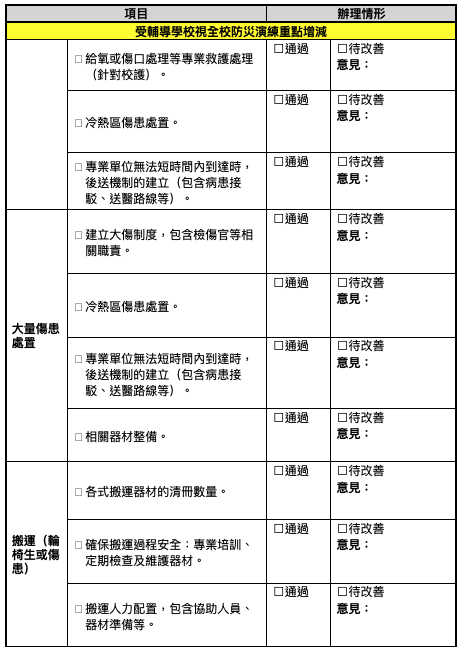 項目 辦理情形
受輔導學校視全校防災演練重點增減
□ 給氧或傷口處理等專業救護處理
（針對校護）。
□通過 □待改善
意見：
□ 冷熱區傷患處置。
□通過 □待改善
意見：
□ 專業單位無法短時間內到達時，
後送機制的建立（包含病患接
駁、送醫路線等）。
□通過 □待改善
意見：
大量傷患
處置
□ 建立大傷制度，包含檢傷官等相
關職責。
□通過 □待改善
意見：
□ 冷熱區傷患處置。
□通過 □待改善
意見：
□ 專業單位無法短時間內到達時，
後送機制的建立（包含病患接
駁、送醫路線等）。
□通過 □待改善
意見：
□ 相關器材整備。
□通過 □待改善
意見：
搬運（輪
椅生或傷
患）
□ 各式搬運器材的清冊數量。
□通過 □待改善
意見：
□ 確保搬運過程安全：專業培訓、
定期檢查及維護器材。
□通過 □待改善
意見：
□ 搬運人力配置，包含協助人員、
器材準備等。
□通過 □待改善
意見：